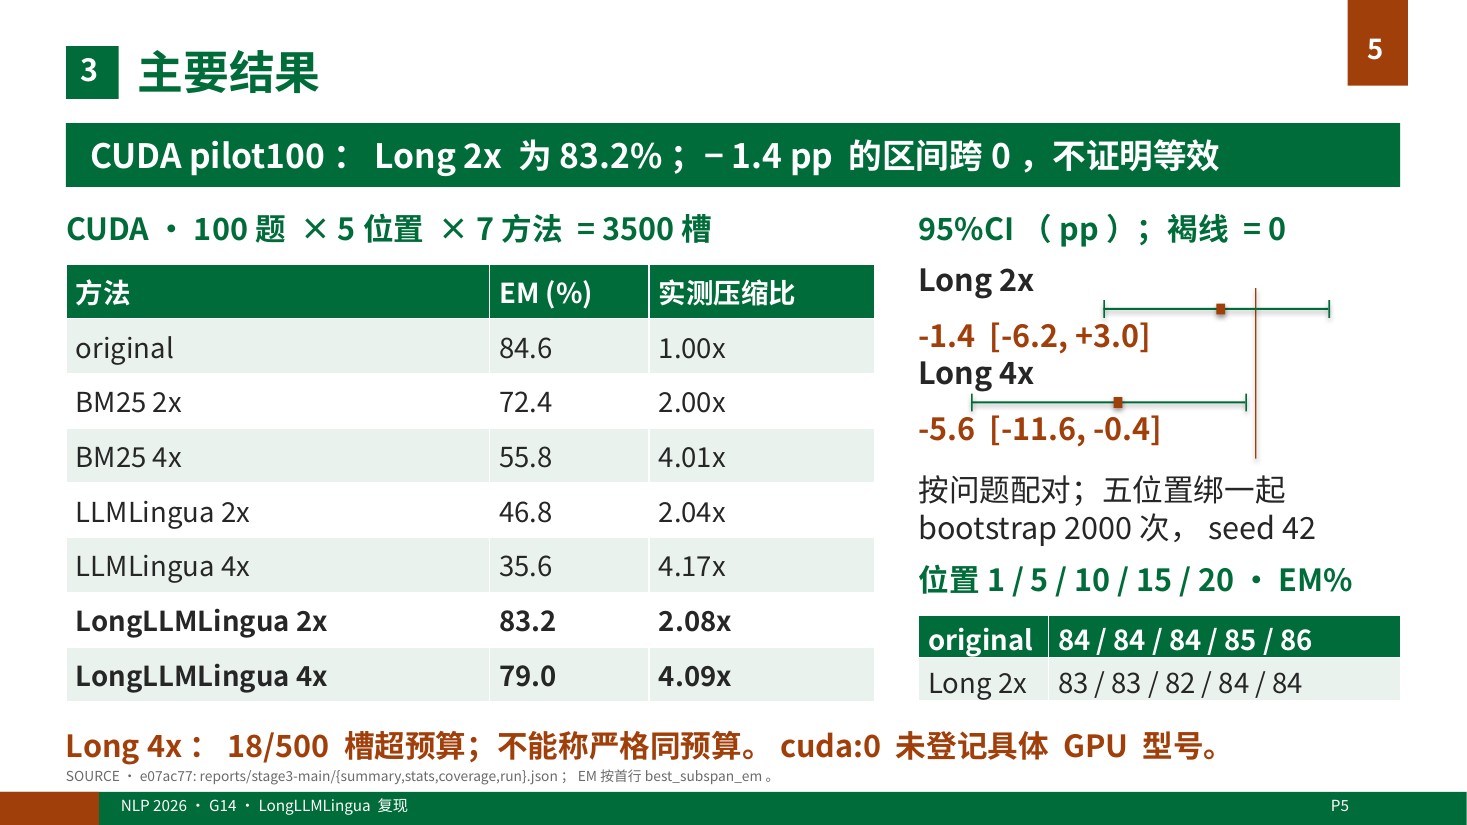 5
3 主要结果
CUDA pilot100： Long 2x 为 83.2%；−1.4 pp 的区间跨 0，不证明等效
CUDA · 100 题 × 5 位置 × 7 方法 = 3500 槽
方法 EM (%) 实测压缩比
original 84.6 1.00x
BM25 2x 72.4 2.00x
BM25 4x 55.8 4.01x
LLMLingua 2x 46.8 2.04x
LLMLingua 4x 35.6 4.17x
LongLLMLingua 2x 83.2 2.08x
LongLLMLingua 4x 79.0 4.09x
95%CI （pp）；褐线 = 0
Long 2x
-1.4 [-6.2, +3.0]
Long 4x
-5.6 [-11.6, -0.4]
按问题配对；五位置绑一起
bootstrap 2000 次， seed 42
位置 1 / 5 / 10 / 15 / 20 · EM%
original 84 / 84 / 84 / 85 / 86
Long 2x 83 / 83 / 82 / 84 / 84
Long 4x： 18/500 槽超预算；不能称严格同预算。 cuda:0 未登记具体 GPU 型号。
SOURCE · e07ac77: reports/stage3-main/{summary,stats,coverage,run}.json； EM 按首行 best_subspan_em 。
NLP 2026 · G14 · LongLLMLingua 复现 P5